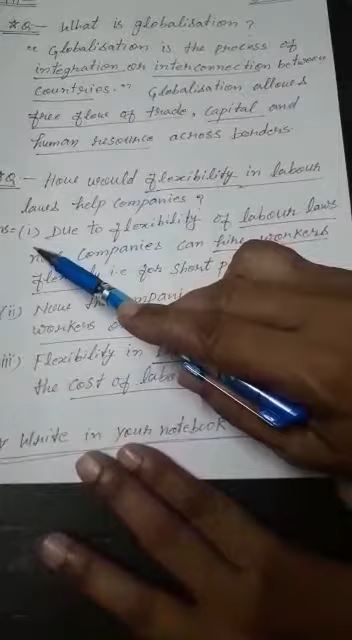 *Q - What is globalisation ?
"Globalisation is the process of
integration or interconnection between
countries." Globalisation allows
free flow of trade, capital and
human resource across borders.
*Q - How would flexibility in labour
laws help companies ?
(i) Due to flexibility of labour laws
companies can hire workers
i.e for short
(ii) Now the
workers
(iii) Flexibility in
the cost of
Write in your notebook